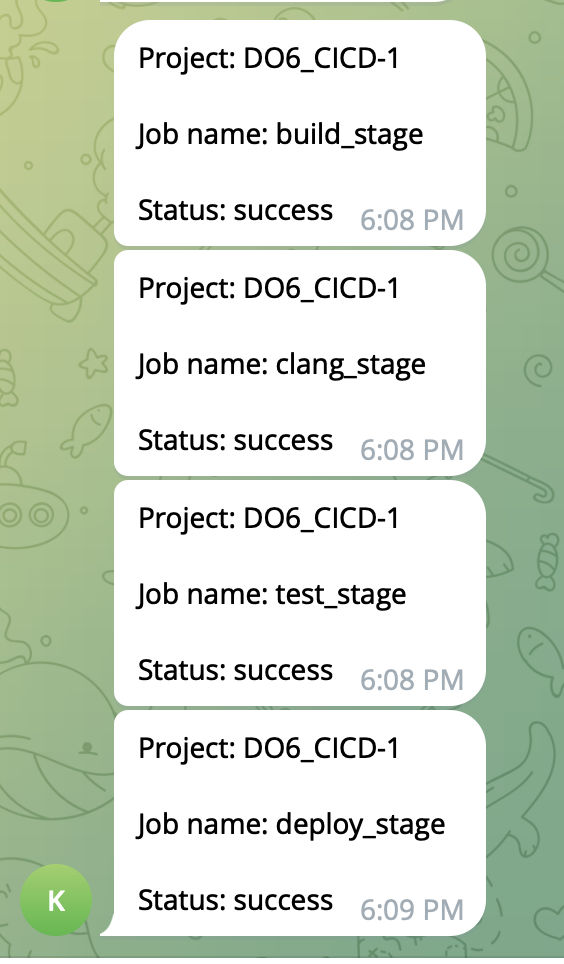 Project: DO6_CICD-1
Job name: build_stage
Status: success 6:08 PM
Project: DO6_CICD-1
Job name: clang_stage
Status: success 6:08 PM
Project: DO6_CICD-1
Job name: test_stage
Status: success 6:08 PM
Project: DO6_CICD-1
Job name: deploy_stage
Status: success 6:09 PM
K